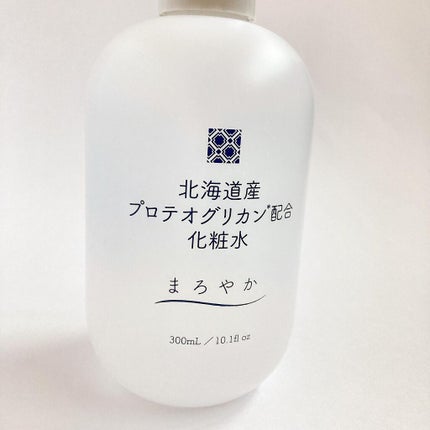 北海道産
プロテオグリカン*配合
化粧水
まろやか
300mL／10.1fl oz